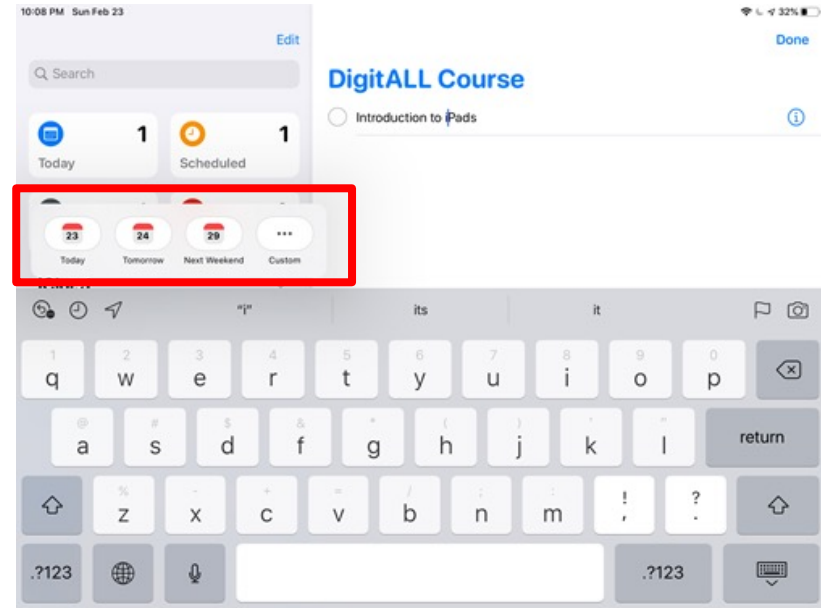 10:08 PM Sun Feb 23
32%
Edit
Done
Search
DigitALL Course
Introduction to iPads
1
1
Today
Scheduled
23
24
29
Today
Tomorrow
Next Weekend
Custom
"i"
its
it
1 2 3 4 5 6 7 8 9 0
q w e r t y u i o p
@ # $ & * ( ) ' "
a s d f g h j k l
return
% - + = / ; : ! ?
z x c v b n m , .
.?123
.?123